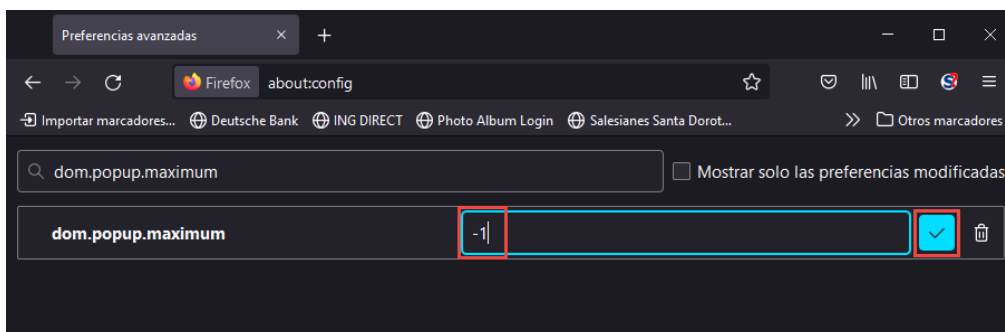 Preferencias avanzadas
Firefox about:config
Importar marcadores... Deutsche Bank ING DIRECT Photo Album Login Salesianes Santa Dorot... Otros marcadores
dom.popup.maximum Mostrar solo las preferencias modificadas
dom.popup.maximum -1